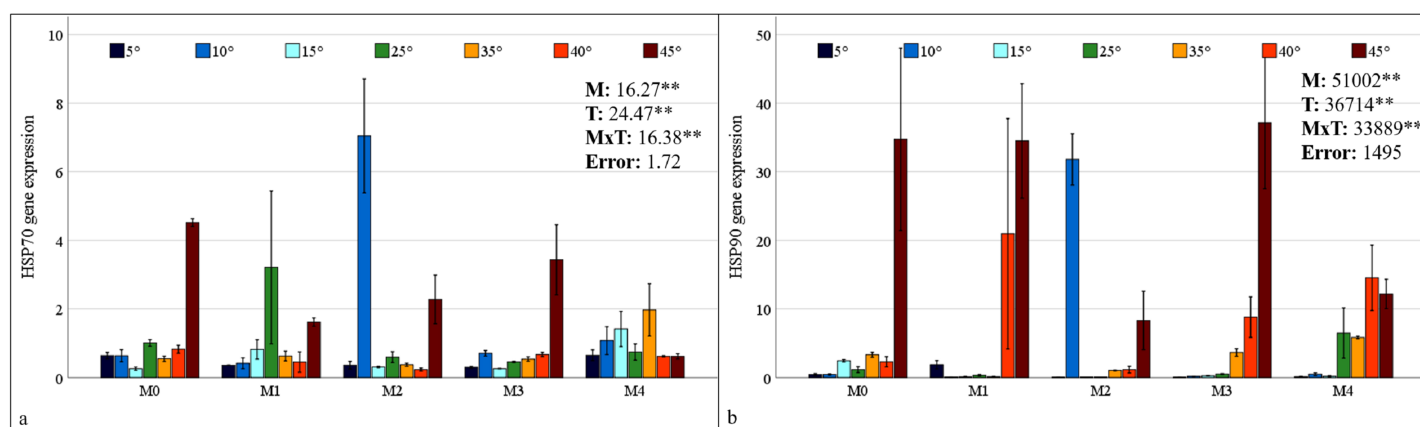 10
5° 10° 15° 25° 35° 40° 45°
M: 16.27**
T: 24.47**
MxT: 16.38**
Error: 1.72
8
6
4
2
0
HSP70 gene expression
M0 M1 M2 M3 M4
a
50
5° 10° 15° 25° 35° 40° 45°
M: 51002**
T: 36714**
MxT: 33889**
Error: 1495
40
30
20
10
0
HSP90 gene expression
M0 M1 M2 M3 M4
b